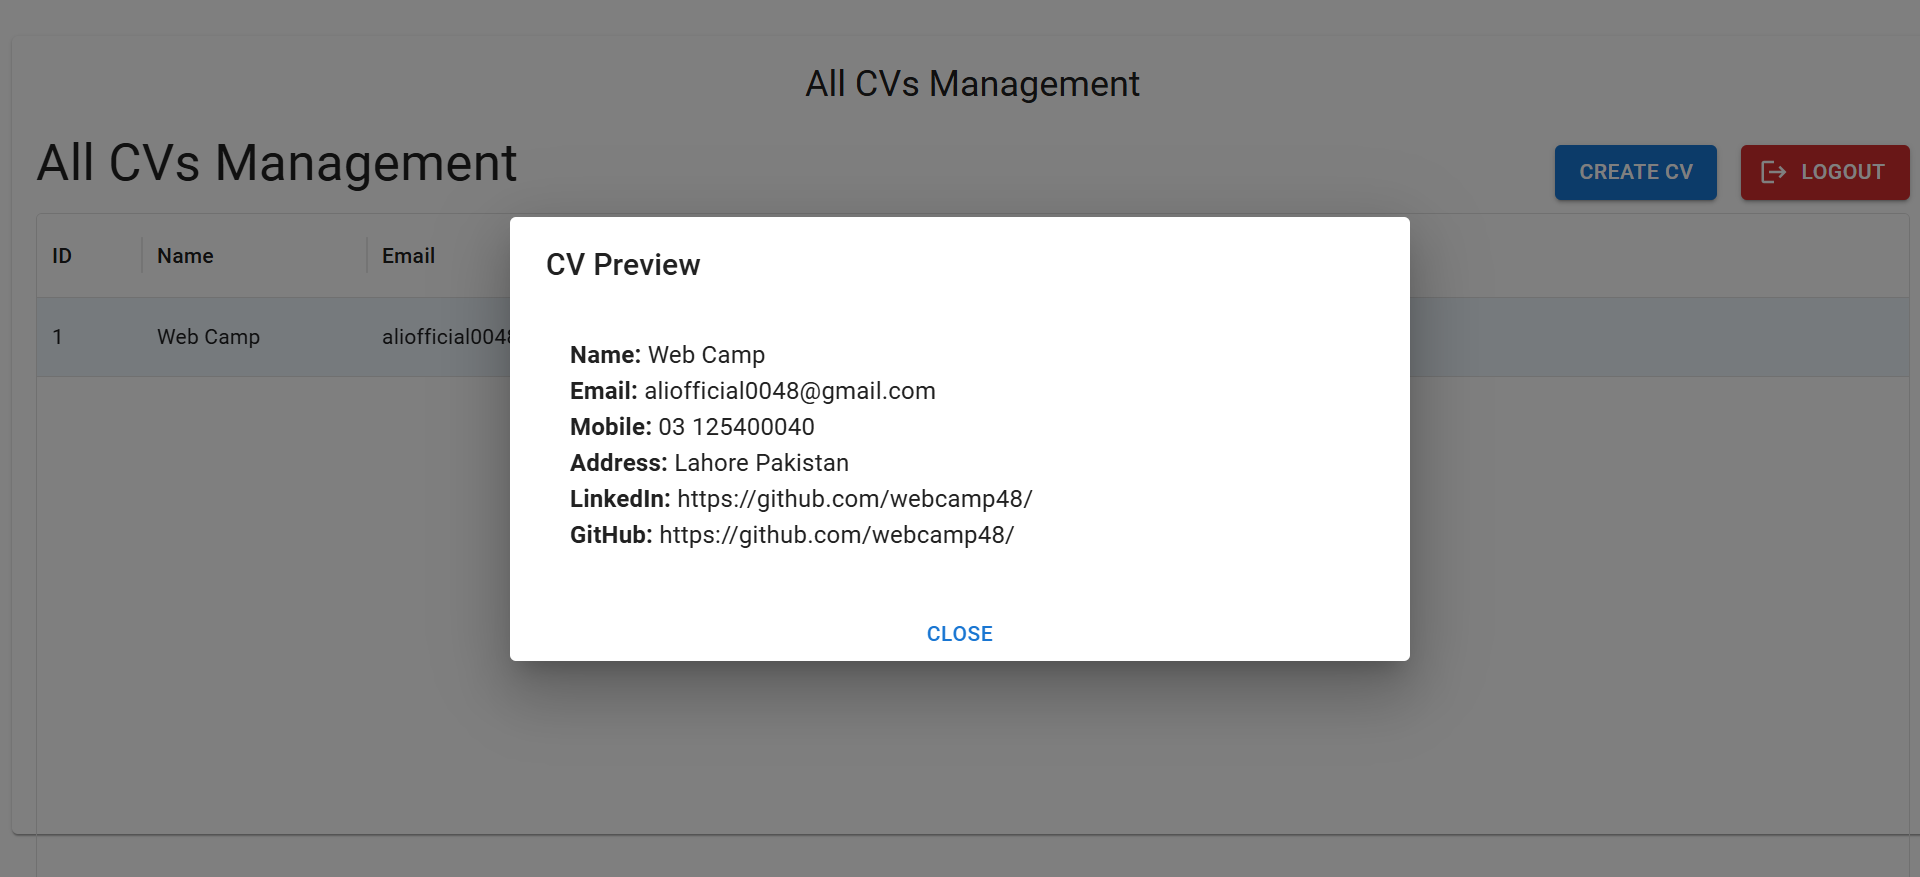 All CVs Management
All CVs Management
CREATE CV
LOGOUT
ID Name Email
1 Web Camp aliofficial0048
CV Preview
Name: Web Camp
Email: aliofficial0048@gmail.com
Mobile: 03 125400040
Address: Lahore Pakistan
LinkedIn: https://github.com/webcamp48/
GitHub: https://github.com/webcamp48/
CLOSE